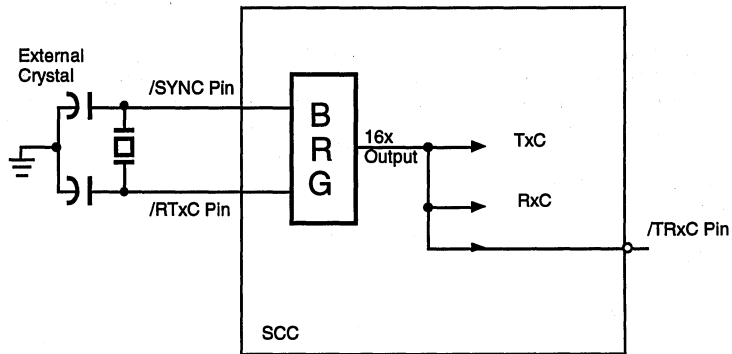 External
Crystal
/SYNC Pin
B
R
G
16x
Output
TxC
RxC
/RTxC Pin
/TRxC Pin
SCC